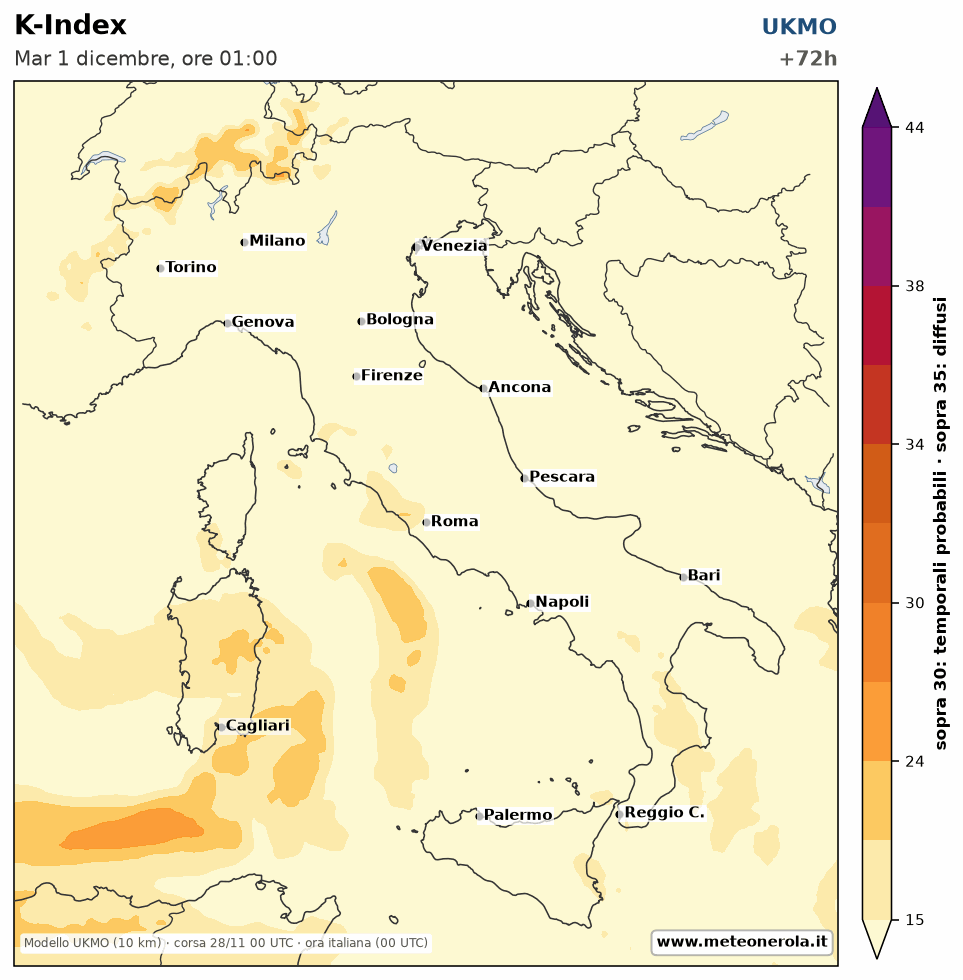 K-Index
UKMO
Mar 1 dicembre, ore 01:00
+72h
Milano
Venezia
Torino
Genova
Bologna
Firenze
Ancona
Pescara
Roma
Bari
Napoli
Cagliari
Palermo
Reggio C.
44
38
34
30
24
15
sopra 30: temporali probabili · sopra 35: diffusi
Modello UKMO (10 km) · corsa 28/11 00 UTC · ora italiana (00 UTC)
www.meteonerola.it